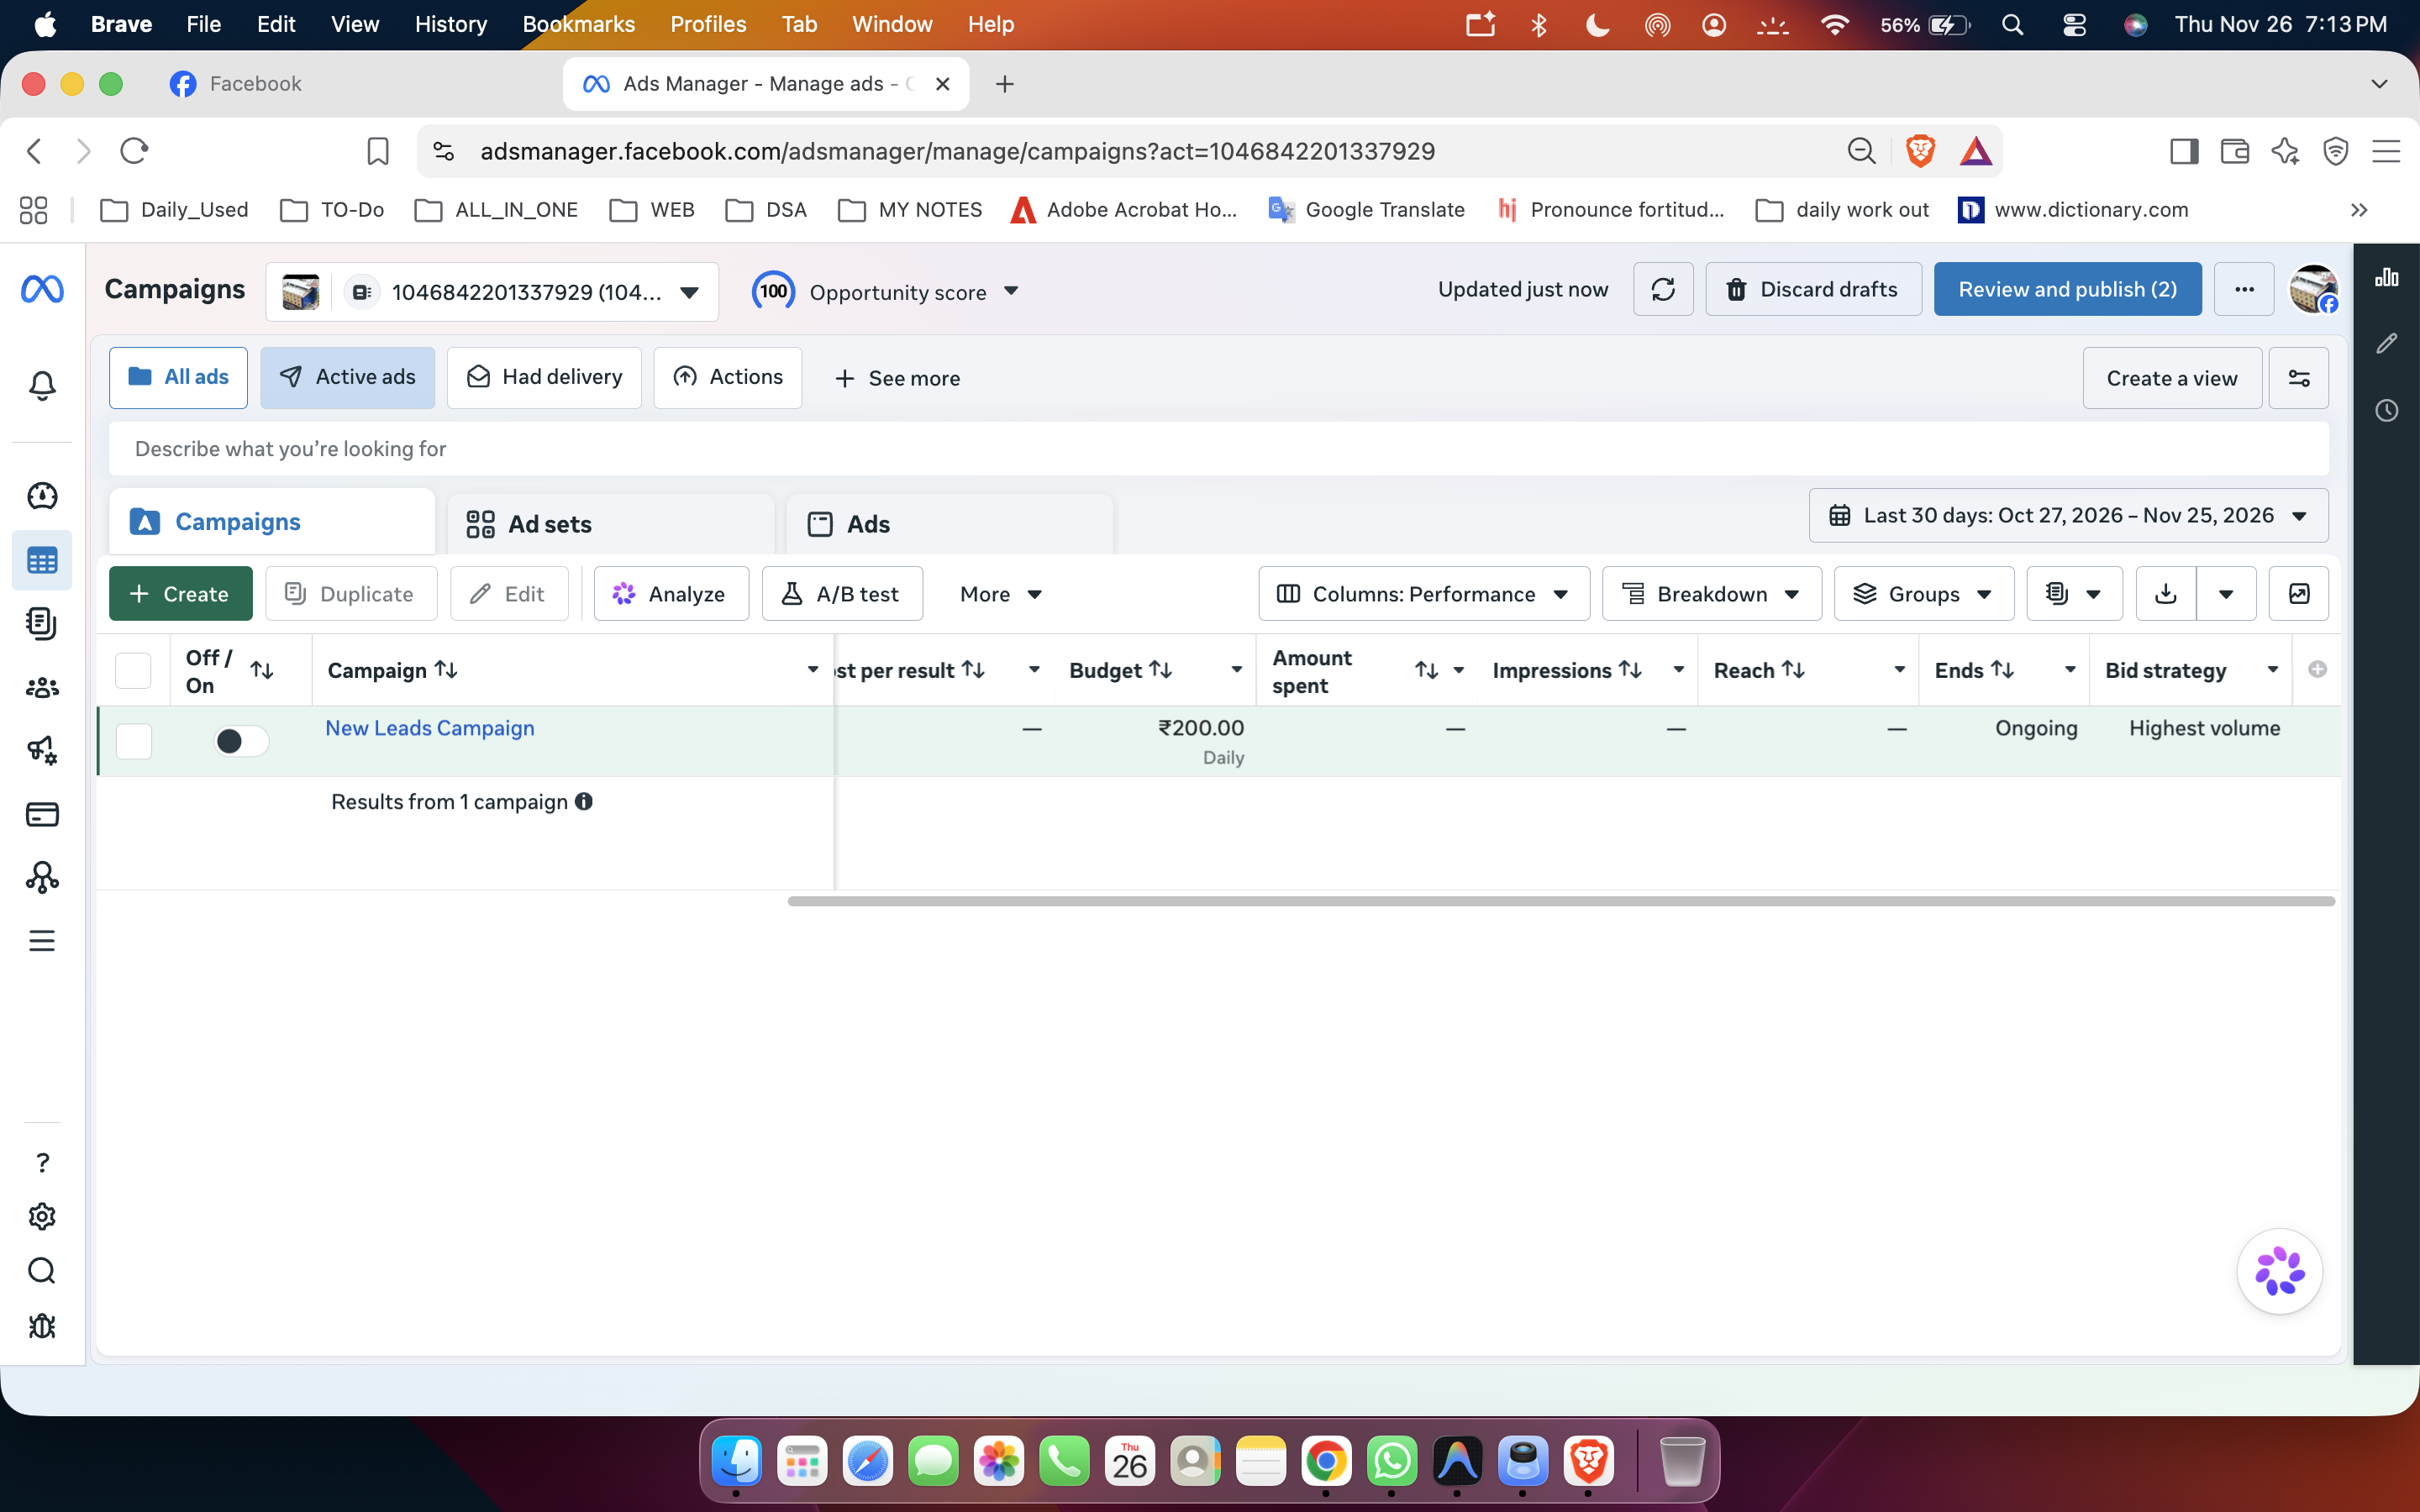 Brave File Edit View History Bookmarks Profiles Tab Window Help 56% Thu Nov 26 7:13 PM
Facebook Ads Manager - Manage ads -
adsmanager.facebook.com/adsmanager/manage/campaigns?act=1046842201337929
Daily_Used TO-Do ALL_IN_ONE WEB DSA MY NOTES Adobe Acrobat Ho... Google Translate hj Pronounce fortitud... daily work out www.dictionary.com
Campaigns 1046842201337929 (104... 100 Opportunity score Updated just now Discard drafts Review and publish (2)
All ads Active ads Had delivery Actions + See more Create a view
Describe what you’re looking for
Campaigns Ad sets Ads Last 30 days: Oct 27, 2026 – Nov 25, 2026
+ Create Duplicate Edit Analyze A/B test More Columns: Performance Breakdown Groups
Off / On Campaign st per result Budget Amount spent Impressions Reach Ends Bid strategy
New Leads Campaign — ₹200.00 — — — Ongoing Highest volume
Daily
Results from 1 campaign
?
Thu
26